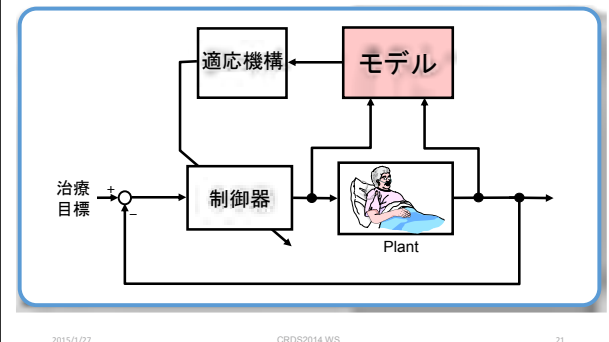 適応機構
モデル
治療
目標
+
−
制御器
Plant
2015/1/27
CRDS2014 WS
21